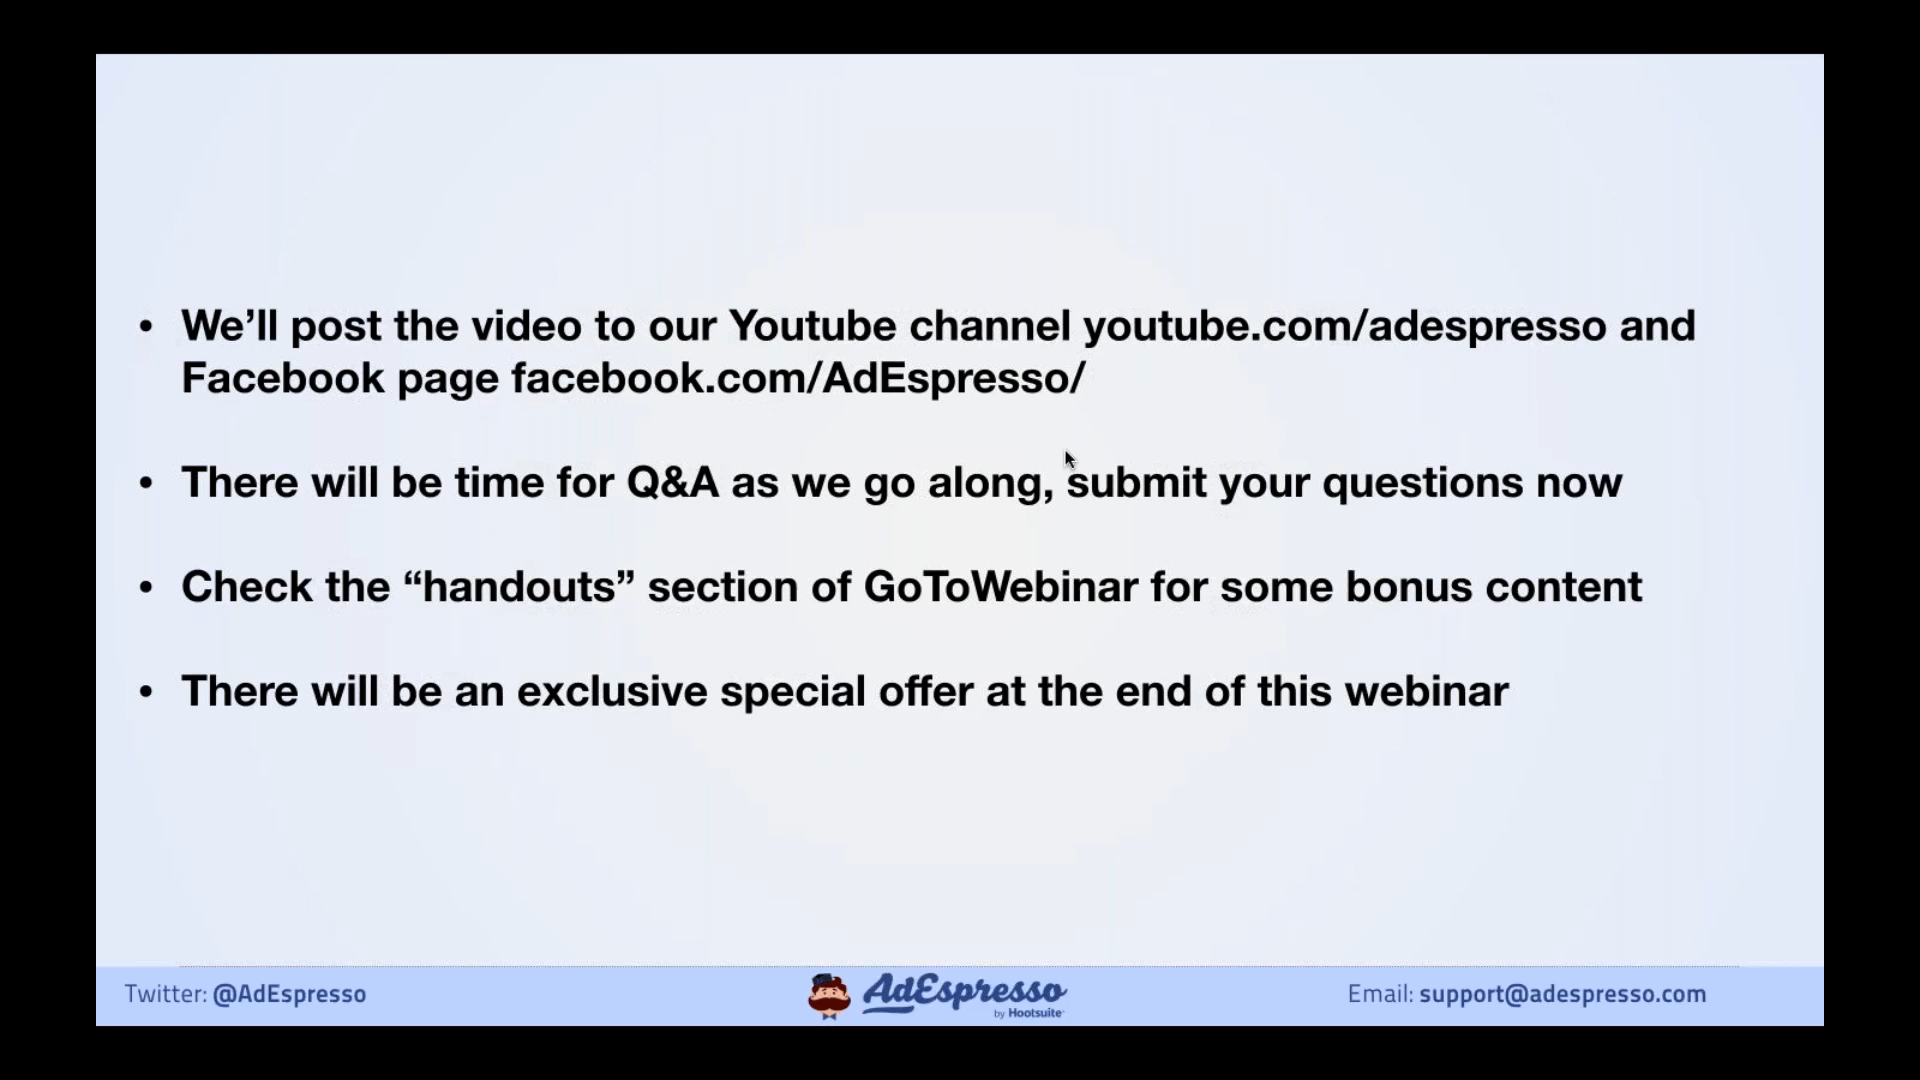 • We’ll post the video to our Youtube channel youtube.com/adespresso and
Facebook page facebook.com/AdEspresso/
• There will be time for Q&A as we go along, submit your questions now
• Check the “handouts” section of GoToWebinar for some bonus content
• There will be an exclusive special offer at the end of this webinar
Twitter: @AdEspresso
AdEspresso
by Hootsuite™
Email: support@adespresso.com